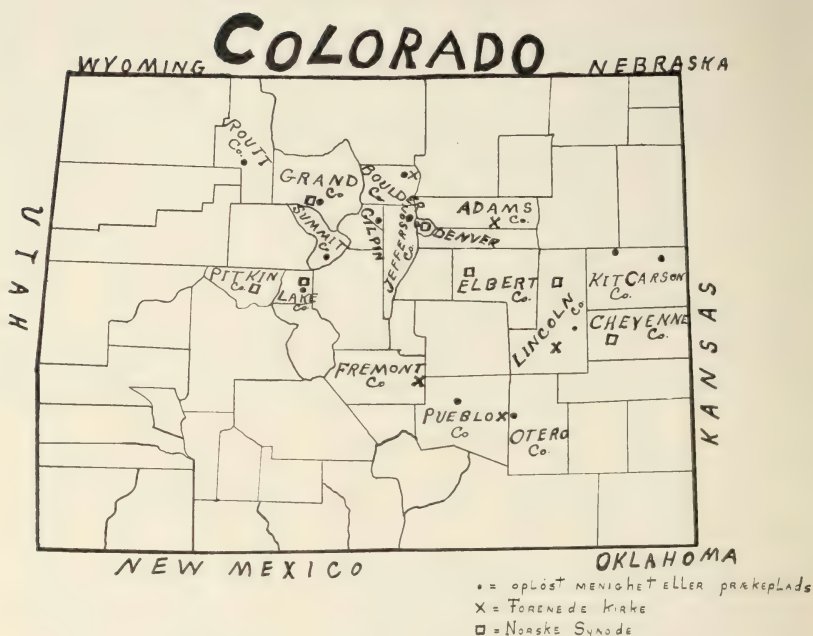 COLORADO
WYOMING
NEBRASKA
UTAH
ROUTT Co.
GRAND Co
BOULDER Co
SUMMIT Co
GILPIN
JEFFERSON Co.
ADAMS Co.
DENVER
PITKIN Co
LAKE Co.
ELBERT Co.
LINCOLN Co
KIT CARSON Co.
CHEYENNE Co.
KANSAS
FREMONT Co
PUEBLO Co
OTERO Co.
NEW MEXICO
OKLAHOMA
• = OPLÖST MENIGHET ELLER PRÆKEPLADS
X = FORENEDE KIRKE
□ = NORSKE SYNODE